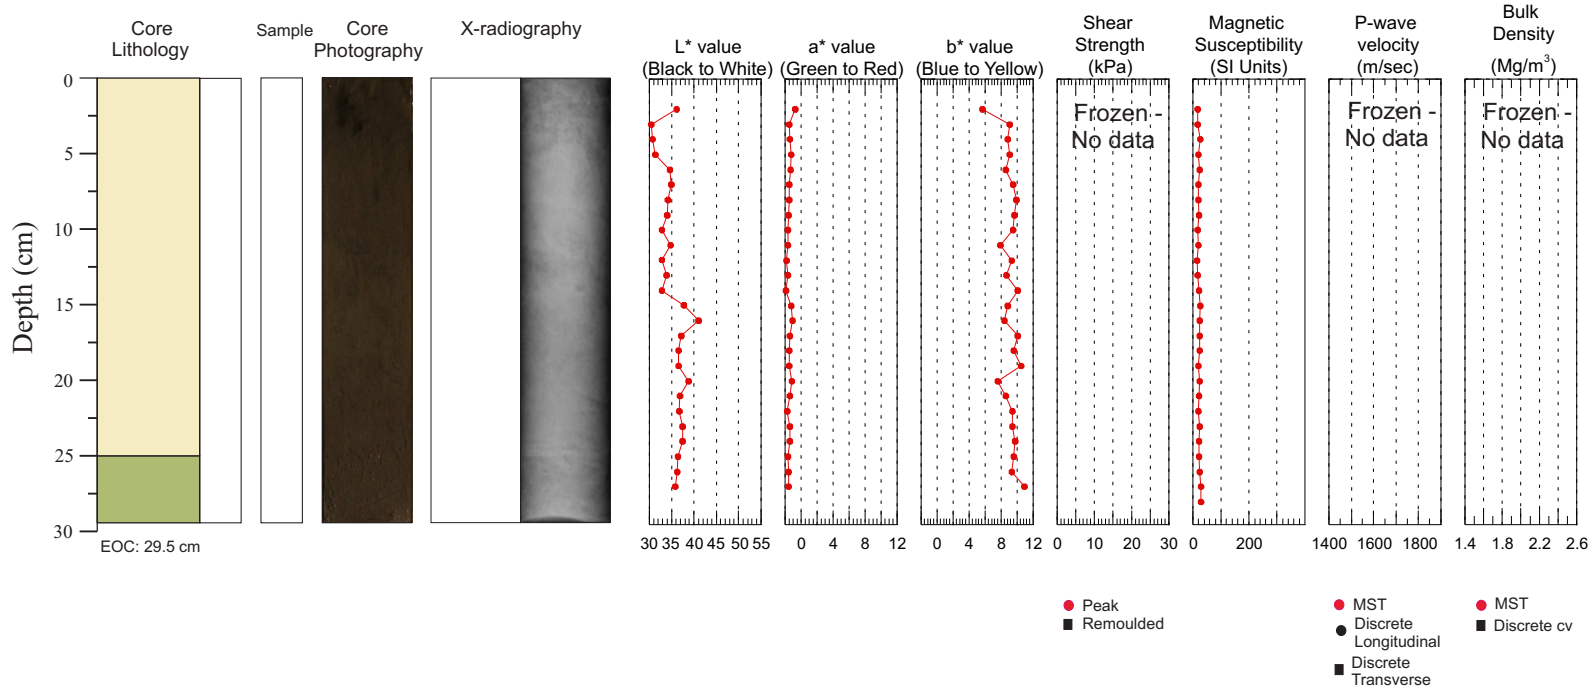 Core
Lithology
Sample
Core
Photography
X-radiography
L* value
(Black to White)
a* value
(Green to Red)
b* value
(Blue to Yellow)
Shear
Strength
(kPa)
Magnetic
Susceptibility
(SI Units)
P-wave
velocity
(m/sec)
Bulk
Density
(Mg/m³)
Depth (cm)
0
5
10
15
20
25
30
Frozen -
No data
Frozen -
No data
Frozen -
No data
EOC: 29.5 cm
30 35 40 45 50 55
0 4 8 12
0 4 8 12
0 10 20 30
0 200
1400 1600 1800
1.4 1.8 2.2 2.6
Peak
Remoulded
MST
Discrete
Longitudinal
Discrete
Transverse
MST
Discrete cv